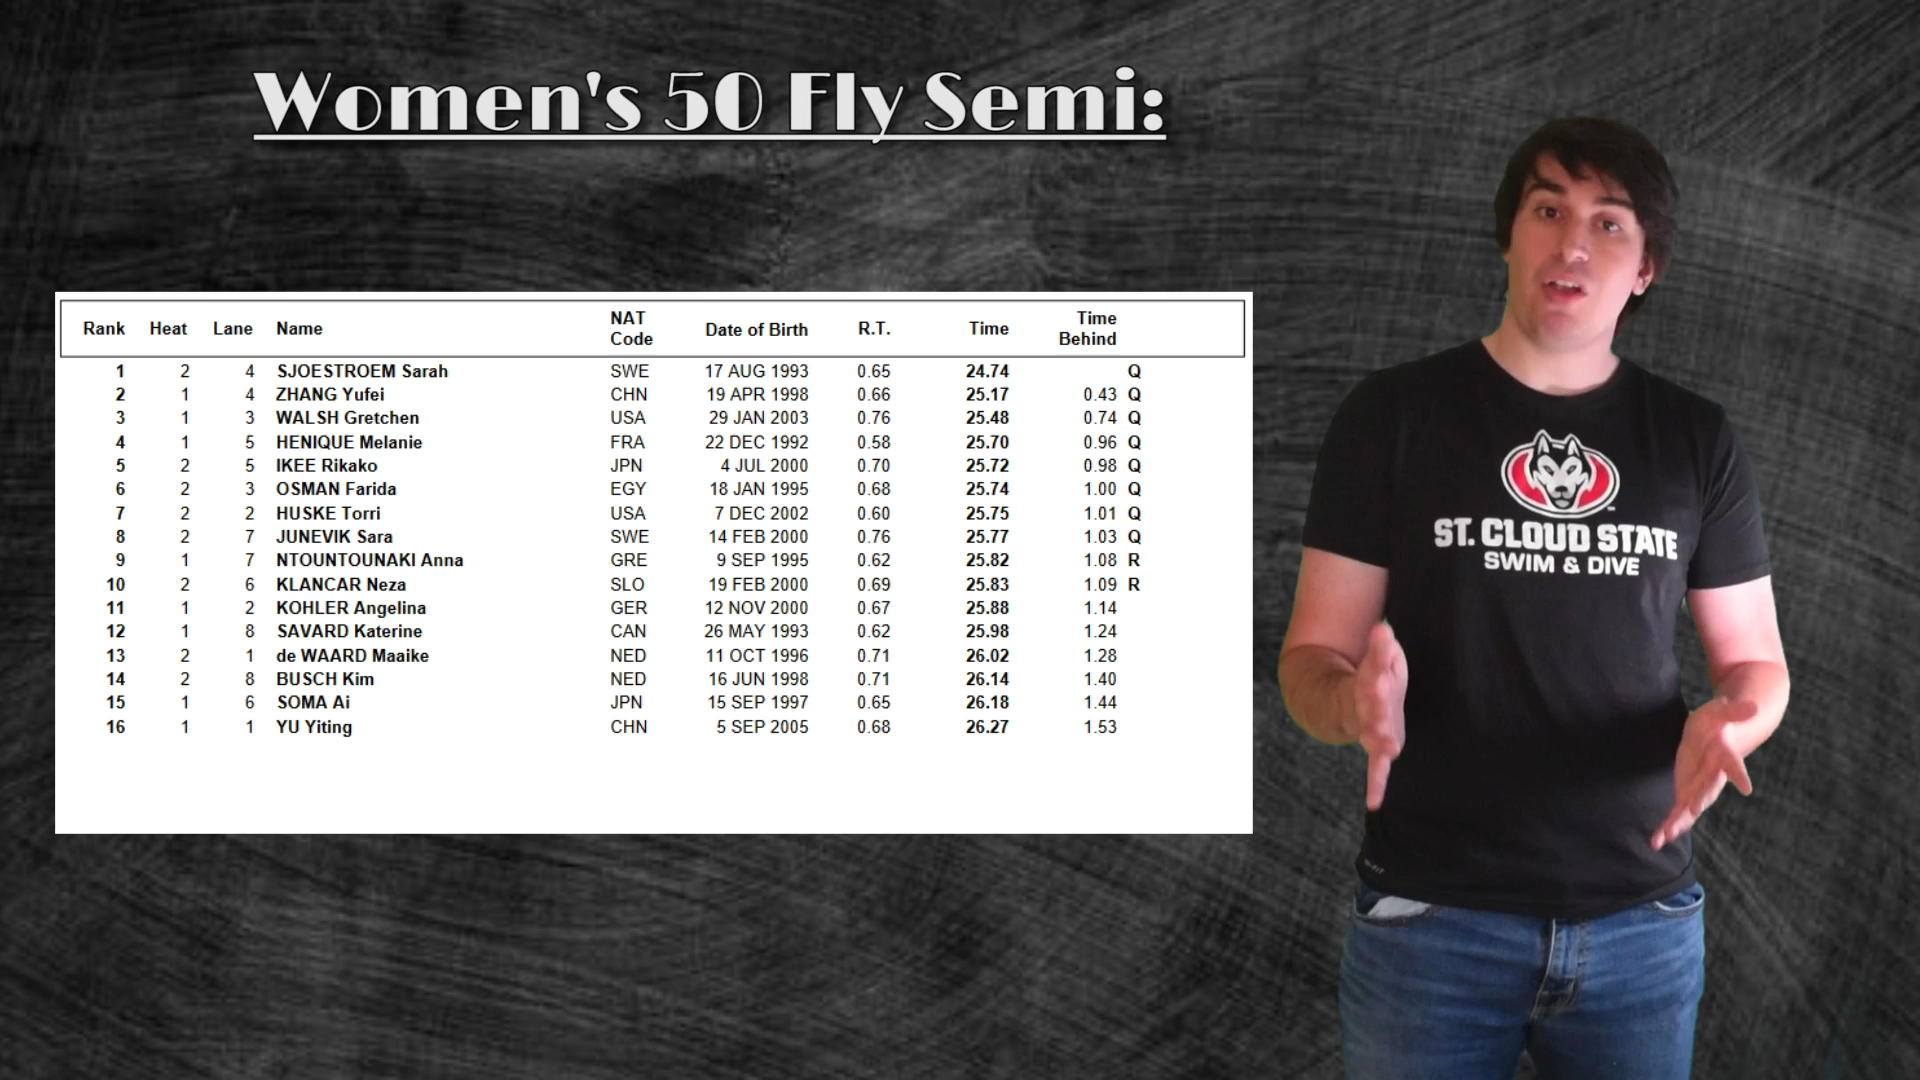 Women's 50 Fly Semi:
Rank Heat Lane Name NAT Code Date of Birth R.T. Time Time Behind
1 2 4 SJOESTROEM Sarah SWE 17 AUG 1993 0.65 24.74 Q
2 1 4 ZHANG Yufei CHN 19 APR 1998 0.66 25.17 0.43 Q
3 1 3 WALSH Gretchen USA 29 JAN 2003 0.76 25.48 0.74 Q
4 1 5 HENIQUE Melanie FRA 22 DEC 1992 0.58 25.70 0.96 Q
5 2 5 IKEE Rikako JPN 4 JUL 2000 0.70 25.72 0.98 Q
6 2 3 OSMAN Farida EGY 18 JAN 1995 0.68 25.74 1.00 Q
7 2 2 HUSKE Torri USA 7 DEC 2002 0.60 25.75 1.01 Q
8 2 7 JUNEVIK Sara SWE 14 FEB 2000 0.76 25.77 1.03 Q
9 1 7 NTOUNTOUNAKI Anna GRE 9 SEP 1995 0.62 25.82 1.08 R
10 2 6 KLANCAR Neza SLO 19 FEB 2000 0.69 25.83 1.09 R
11 1 2 KOHLER Angelina GER 12 NOV 2000 0.67 25.88 1.14
12 1 8 SAVARD Katerine CAN 26 MAY 1993 0.62 25.98 1.24
13 2 1 de WAARD Maaike NED 11 OCT 1996 0.71 26.02 1.28
14 2 8 BUSCH Kim NED 16 JUN 1998 0.71 26.14 1.40
15 1 6 SOMA Ai JPN 15 SEP 1997 0.65 26.18 1.44
16 1 1 YU Yiting CHN 5 SEP 2005 0.68 26.27 1.53
ST. CLOUD STATE
SWIM & DIVE